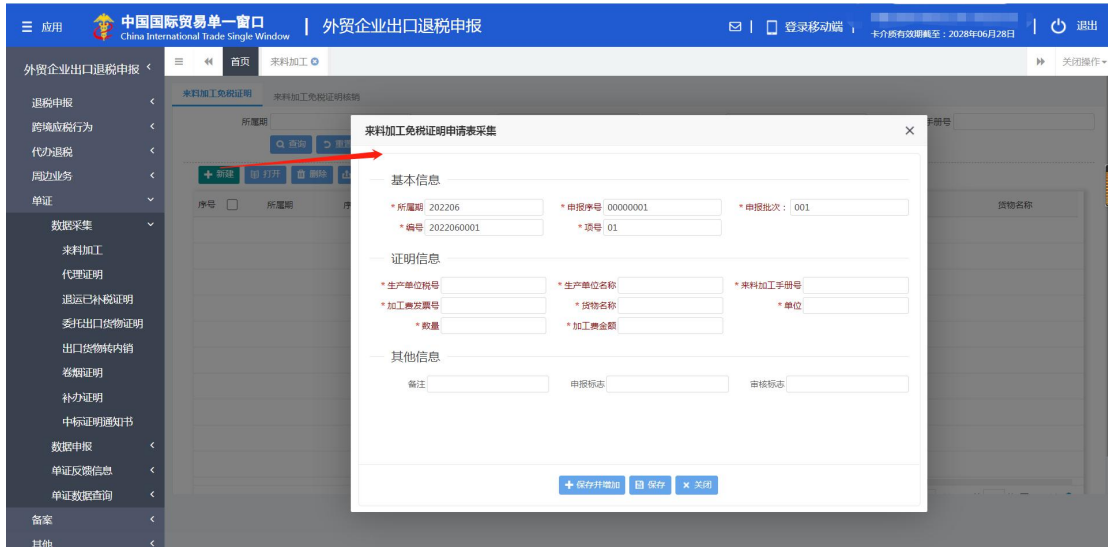 应用
中国国际贸易单一窗口
China International Trade Single Window
外贸企业出口退税申报
登录移动端
卡介质有效期截至：2028年06月28日
退出
外贸企业出口退税申报
首页
来料加工
关闭操作
退税申报
跨境应税行为
代办退税
周边业务
单证
数据采集
来料加工
代理证明
退运已补税证明
委托出口货物证明
出口货物转内销
卷烟证明
补办证明
中标证明通知书
数据申报
单证反馈信息
单证数据查询
备案
其他
来料加工免税证明
来料加工免税证明核销
所属期
手册号
查询
重置
新建
打开
删除
序号
所属期
货物名称
来料加工免税证明申请表采集
基本信息
* 所属期 202206
* 申报序号 00000001
* 申报批次： 001
* 编号 2022060001
* 项号 01
证明信息
* 生产单位税号
* 生产单位名称
* 来料加工手册号
* 加工费发票号
* 货物名称
* 单位
* 数量
* 加工费金额
其他信息
备注
申报标志
审核标志
保存并增加
保存
关闭